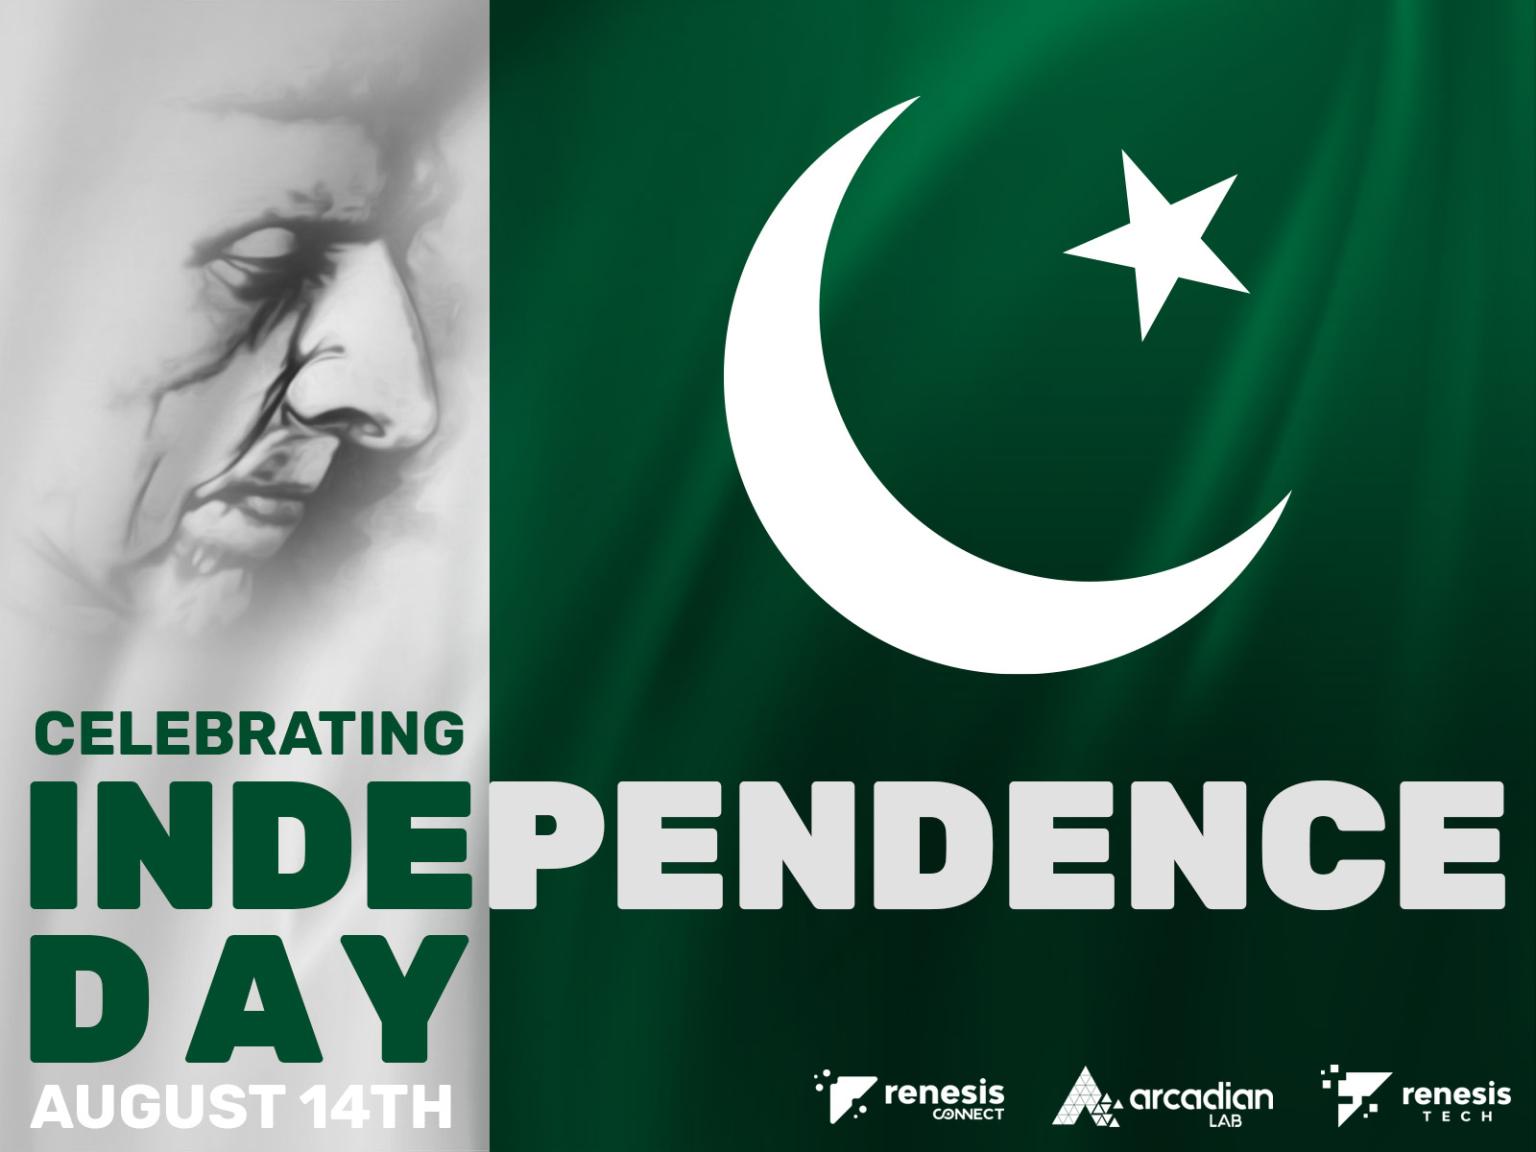 CELEBRATING
INDEPENDENCE
DAY
AUGUST 14TH
renesis
CONNECT
arcadian
LAB
renesis
TECH